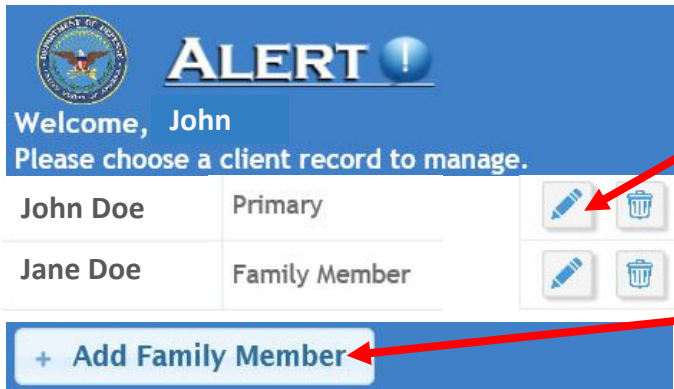 ALERT!
Welcome, John
Please choose a client record to manage.
John Doe Primary
Jane Doe Family Member
+ Add Family Member